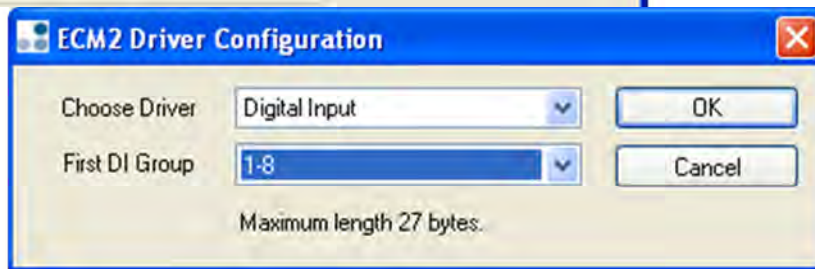 ECM2 Driver Configuration
Choose Driver Digital Input OK
First DI Group 1-8 Cancel
Maximum length 27 bytes.